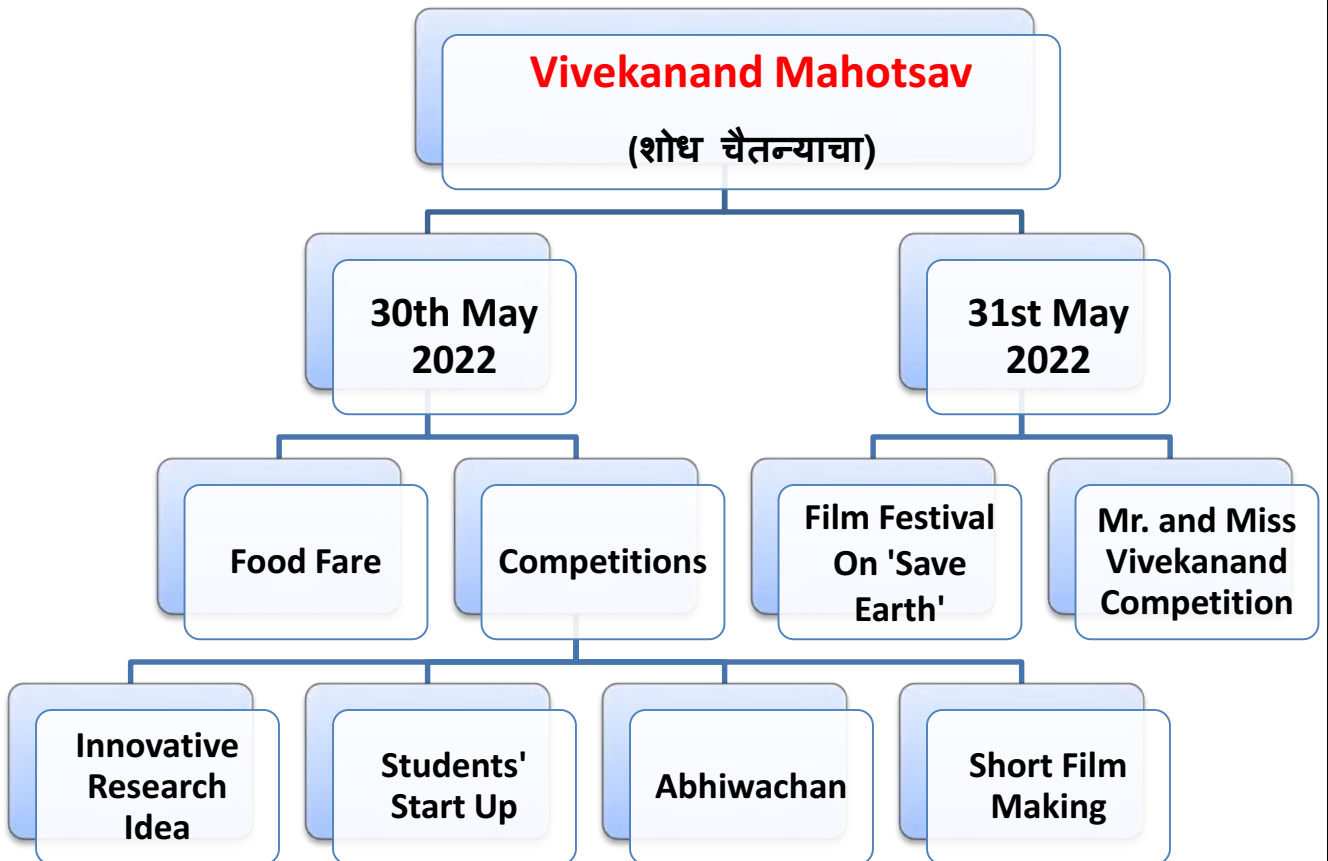 Vivekanand Mahotsav
(शोध चैतन्याचा)
30th May
2022
31st May
2022
Food Fare
Competitions
Film Festival
On 'Save
Earth'
Mr. and Miss
Vivekanand
Competition
Innovative
Research
Idea
Students'
Start Up
Abhiwachan
Short Film
Making